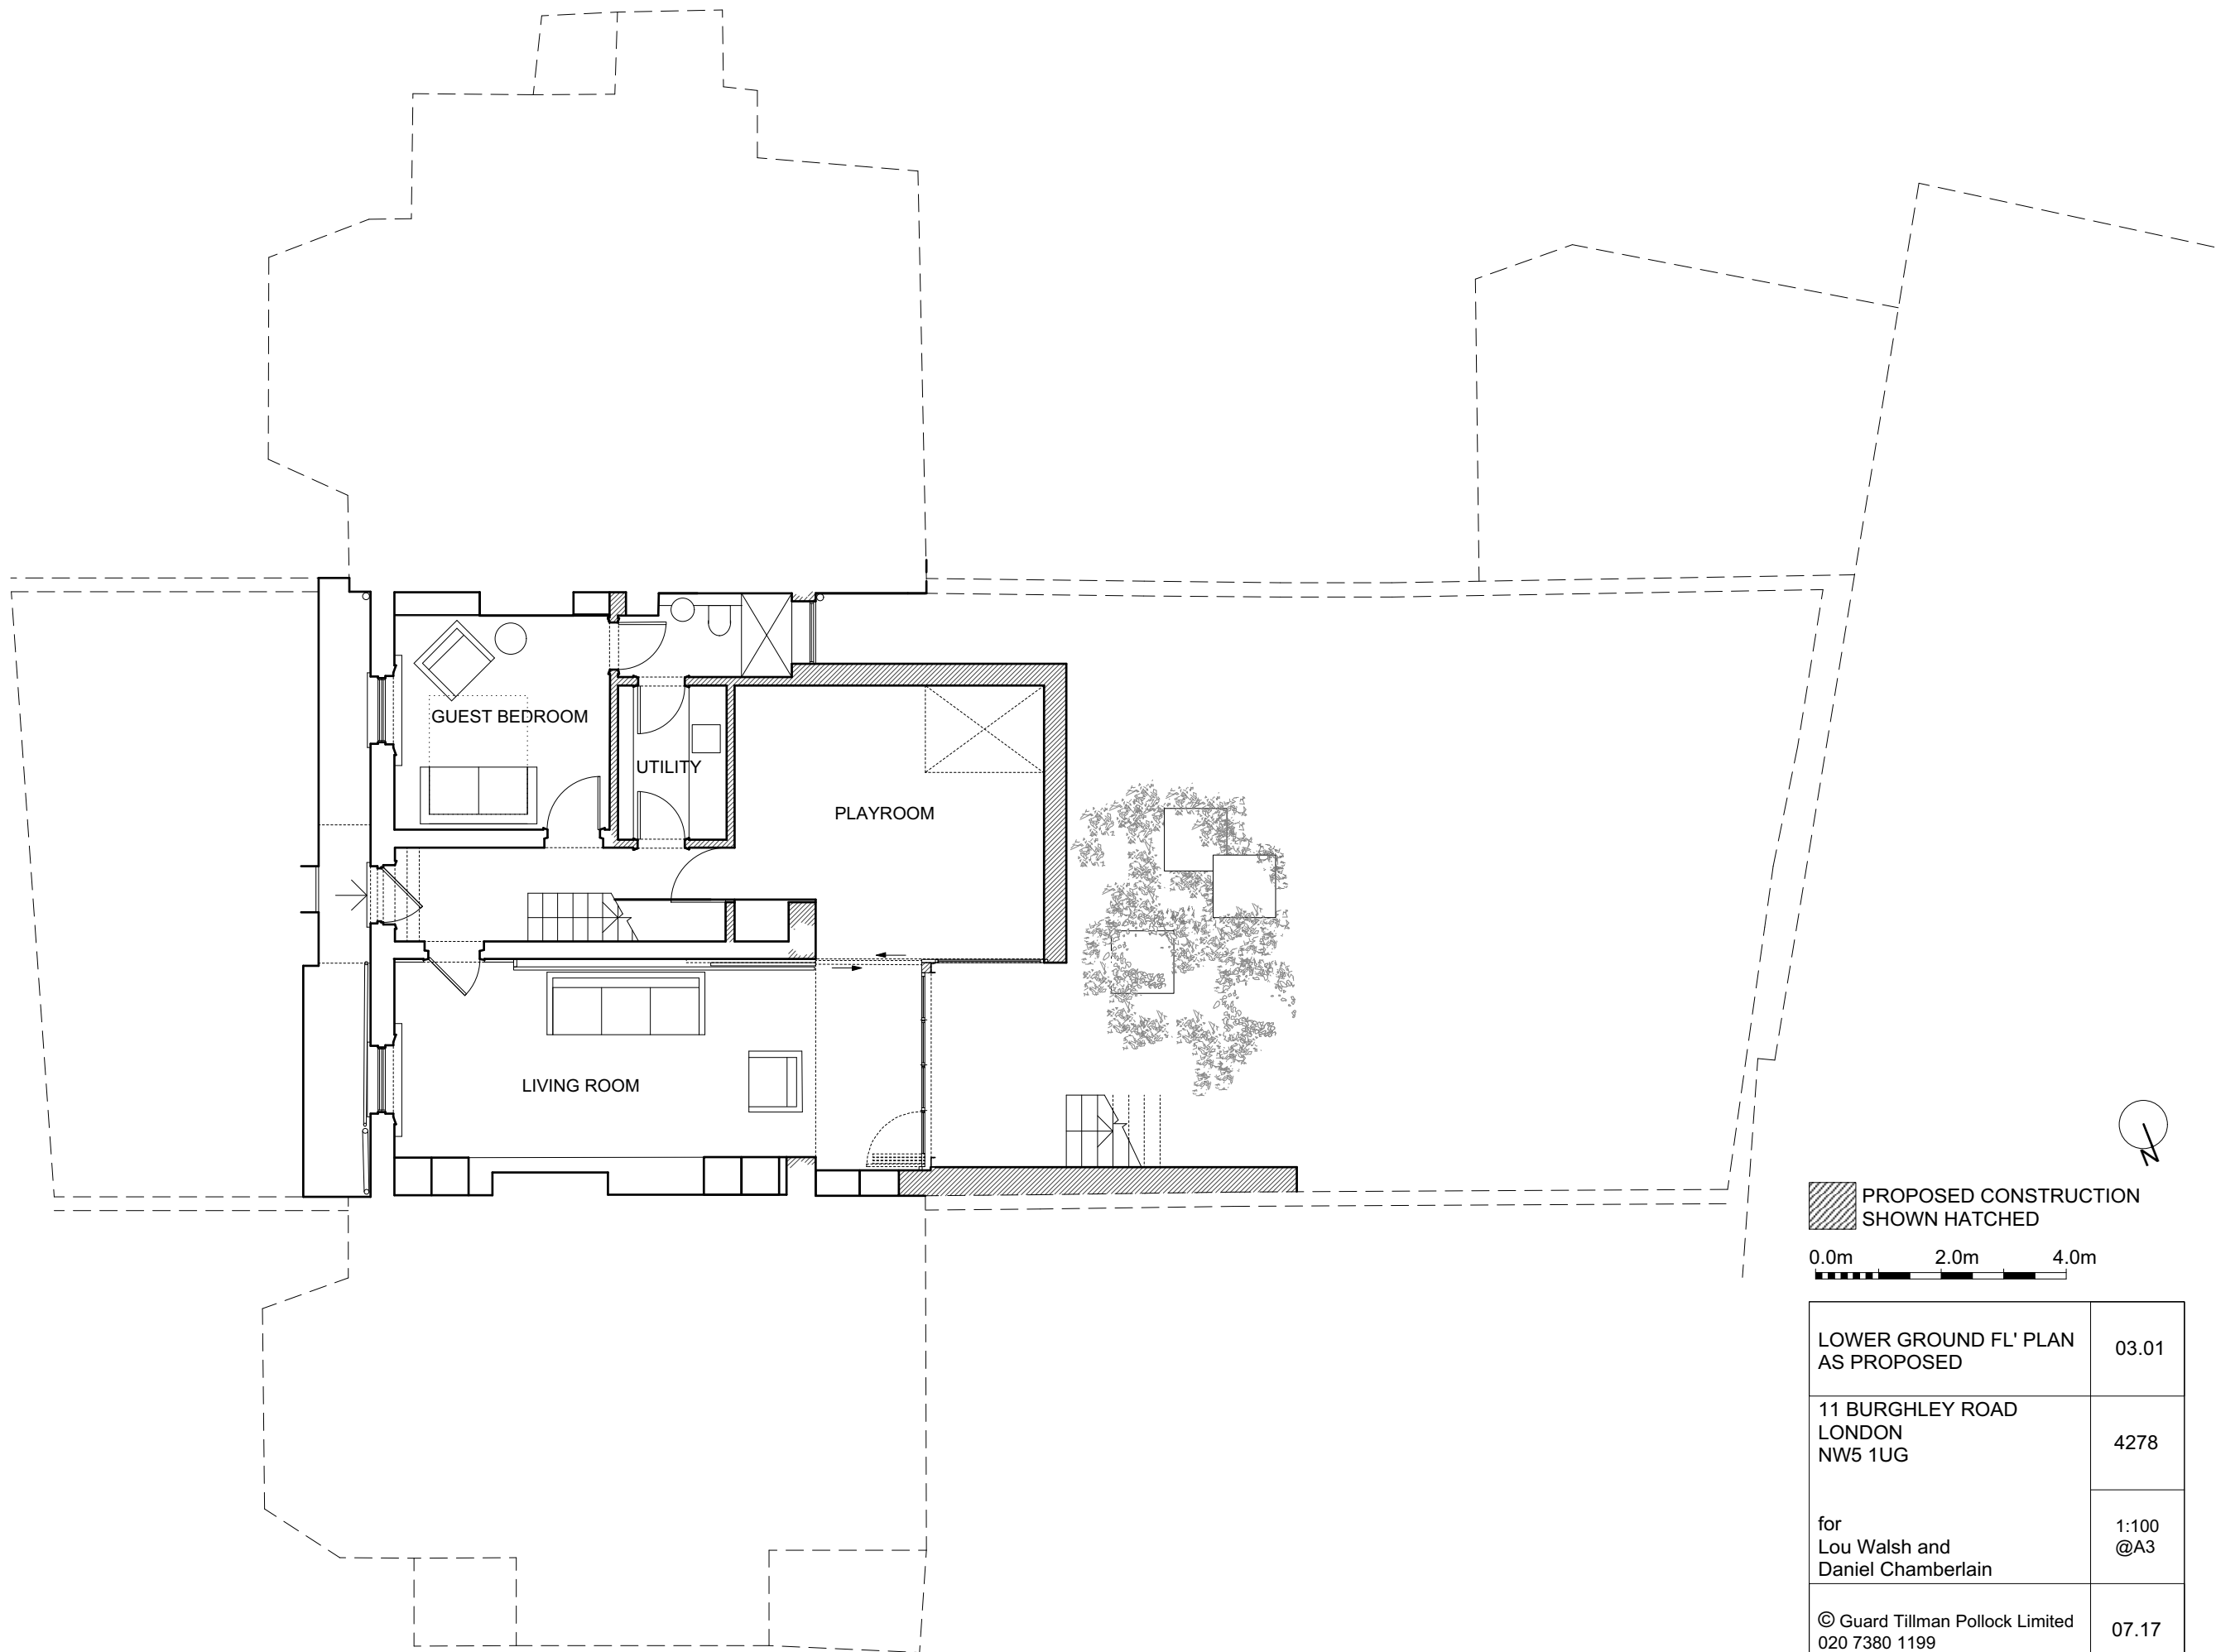 GUEST BEDROOM
UTILITY
PLAYROOM
LIVING ROOM
N
PROPOSED CONSTRUCTION
SHOWN HATCHED
0.0m 2.0m 4.0m
LOWER GROUND FL' PLAN
AS PROPOSED
03.01
11 BURGHLEY ROAD
LONDON
NW5 1UG
4278
for
Lou Walsh and
Daniel Chamberlain
1:100
@A3
© Guard Tillman Pollock Limited
020 7380 1199
07.17